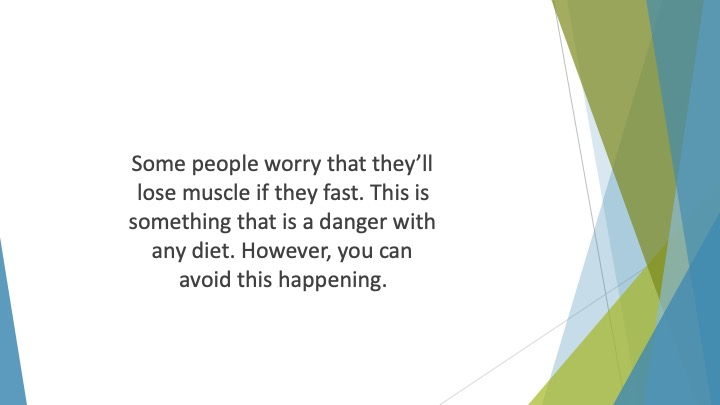 Some people worry that they’ll
lose muscle if they fast. This is
something that is a danger with
any diet. However, you can
avoid this happening.